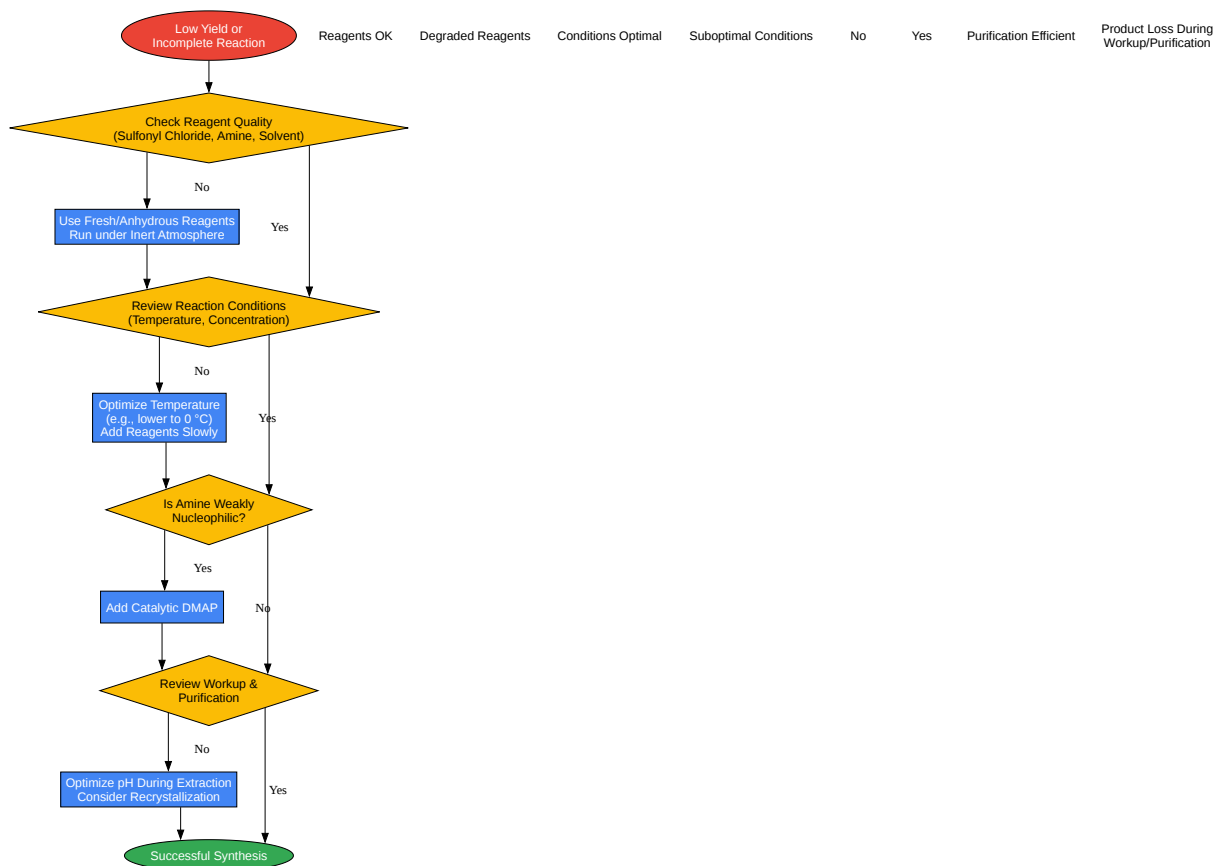 Low Yield or
Incomplete Reaction
Reagents OK
Degraded Reagents
Conditions Optimal
Suboptimal Conditions
No
Yes
Purification Efficient
Product Loss During
Workup/Purification
Check Reagent Quality
(Sulfonyl Chloride, Amine, Solvent)
No
Use Fresh/Anhydrous Reagents
Run under Inert Atmosphere
Yes
Review Reaction Conditions
(Temperature, Concentration)
No
Optimize Temperature
(e.g., lower to 0 °C)
Add Reagents Slowly
Yes
Is Amine Weakly
Nucleophilic?
Yes
Add Catalytic DMAP
No
Review Workup &
Purification
No
Optimize pH During Extraction
Consider Recrystallization
Yes
Successful Synthesis